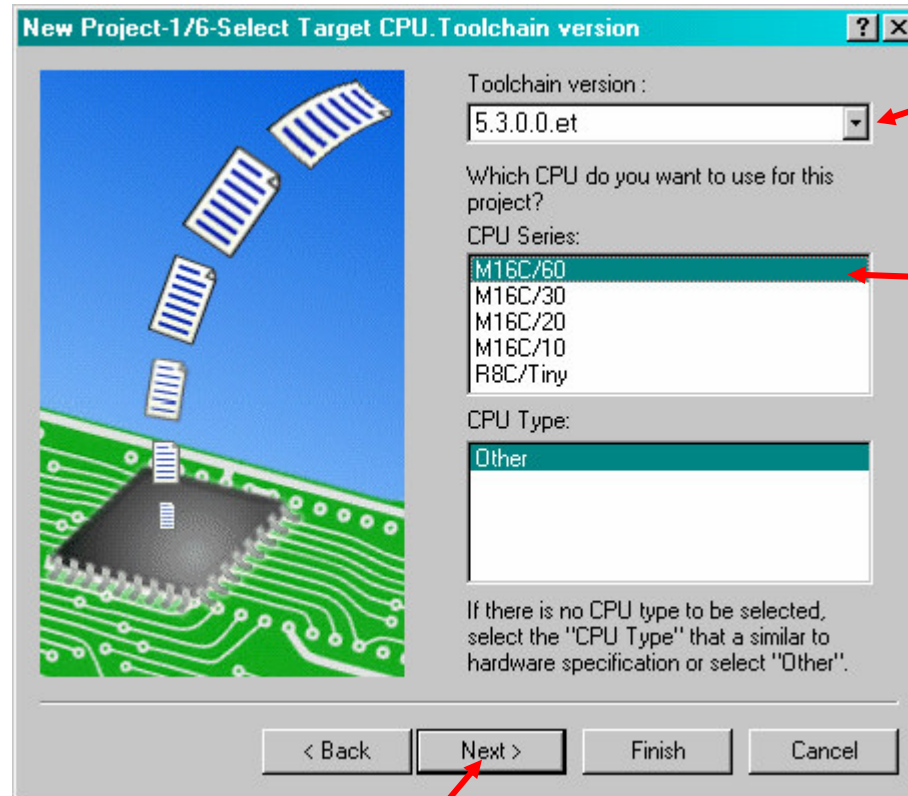 New Project-1/6-Select Target CPU.Toolchain version
Toolchain version :
5.3.0.0.et
Which CPU do you want to use for this
project?
CPU Series:
M16C/60
M16C/30
M16C/20
M16C/10
R8C/Tiny
CPU Type:
Other
If there is no CPU type to be selected,
select the "CPU Type" that a similar to
hardware specification or select "Other".
< Back Next > Finish Cancel